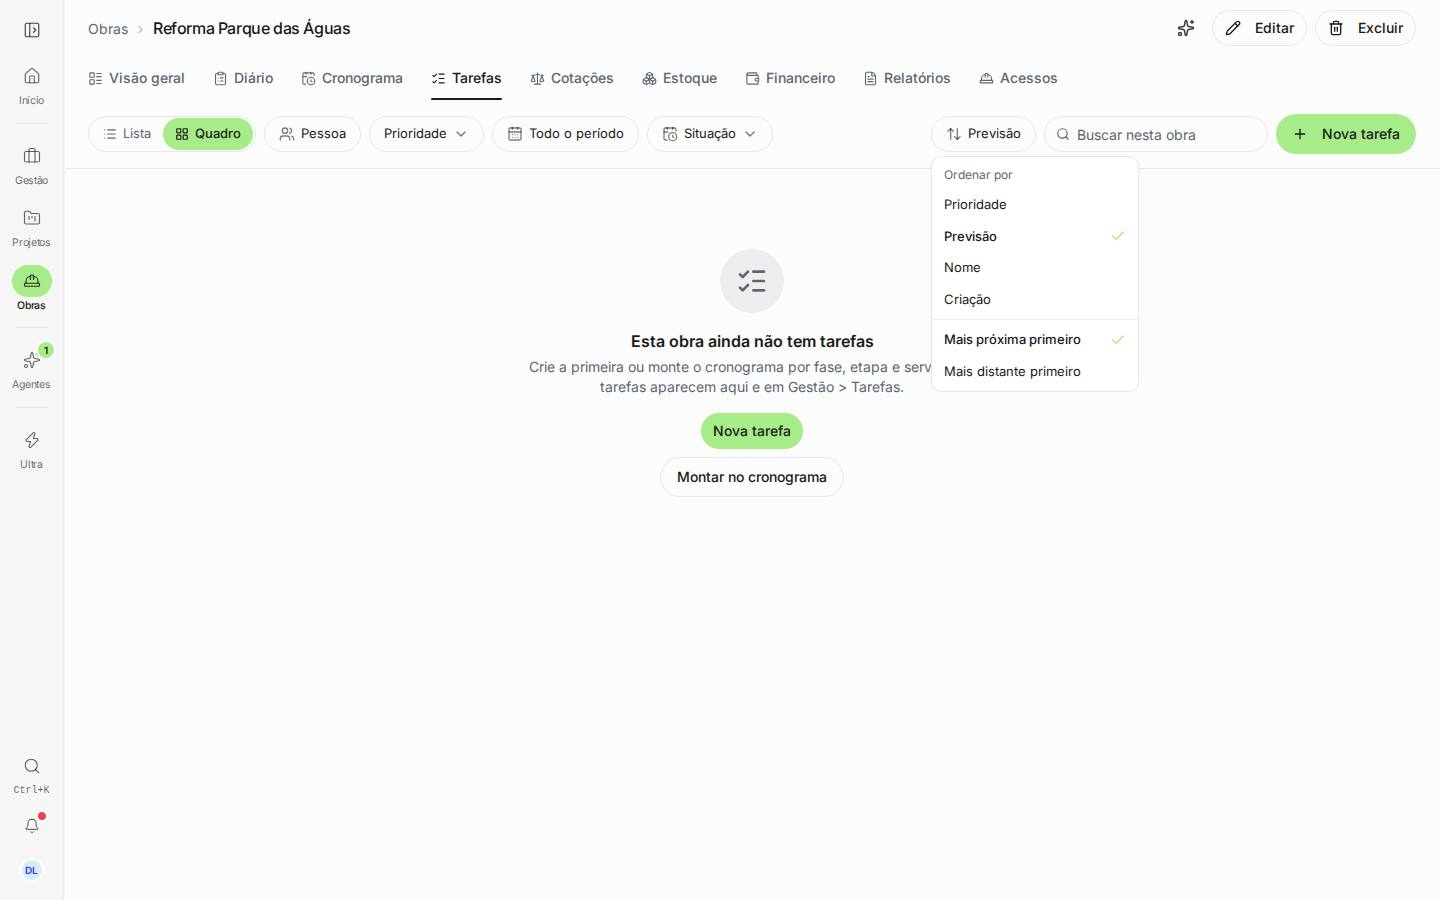 Obras
Reforma Parque das Águas
Editar
Excluir
Visão geral
Diário
Cronograma
Tarefas
Cotações
Estoque
Financeiro
Relatórios
Acessos
Lista
Quadro
Pessoa
Prioridade
Todo o período
Situação
Previsão
Buscar nesta obra
Nova tarefa
Ordenar por
Prioridade
Previsão
Nome
Criação
Mais próxima primeiro
Mais distante primeiro
Esta obra ainda não tem tarefas
Crie a primeira ou monte o cronograma por fase, etapa e serv
tarefas aparecem aqui e em Gestão > Tarefas.
Nova tarefa
Montar no cronograma
Início
Gestão
Projetos
Obras
1
Agentes
Ultra
Ctrl+K
DL